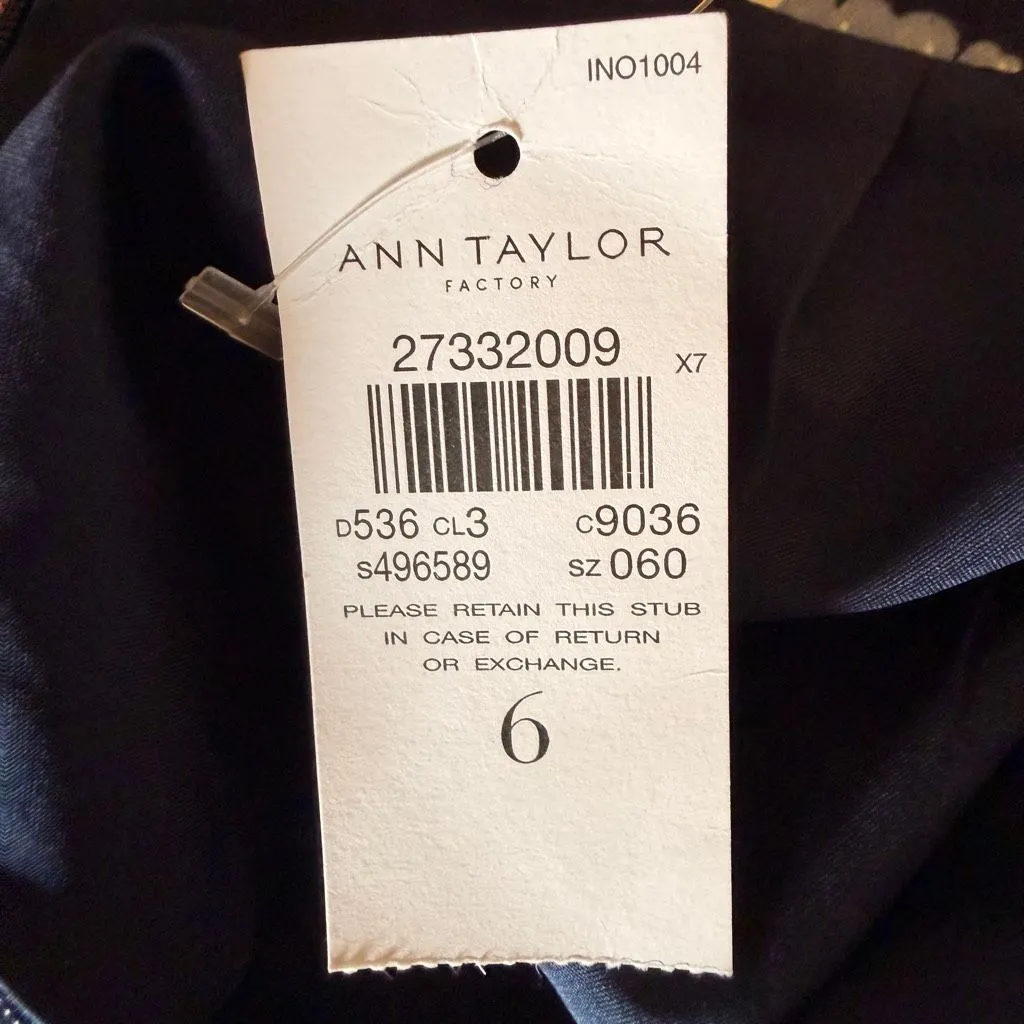 INO1004
ANN TAYLOR
FACTORY
27332009
X7
D536 CL3 C9036
S496589 SZ 060
PLEASE RETAIN THIS STUB
IN CASE OF RETURN
OR EXCHANGE.
6